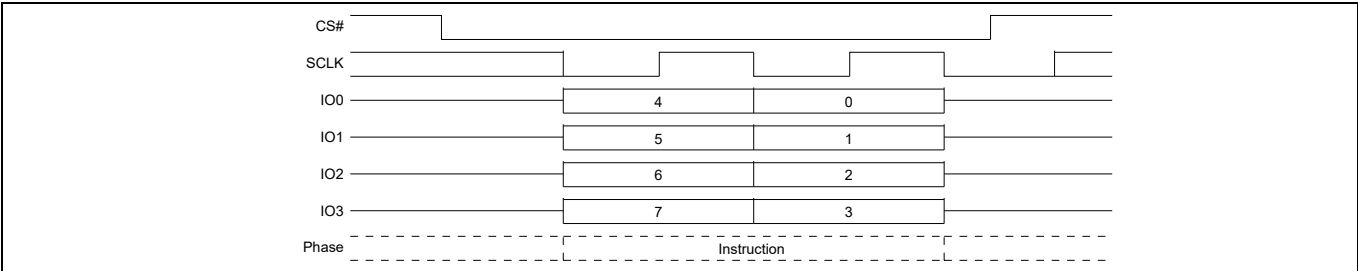 CS#
SCLK
IO0 4 0
IO1 5 1
IO2 6 2
IO3 7 3
Phase Instruction